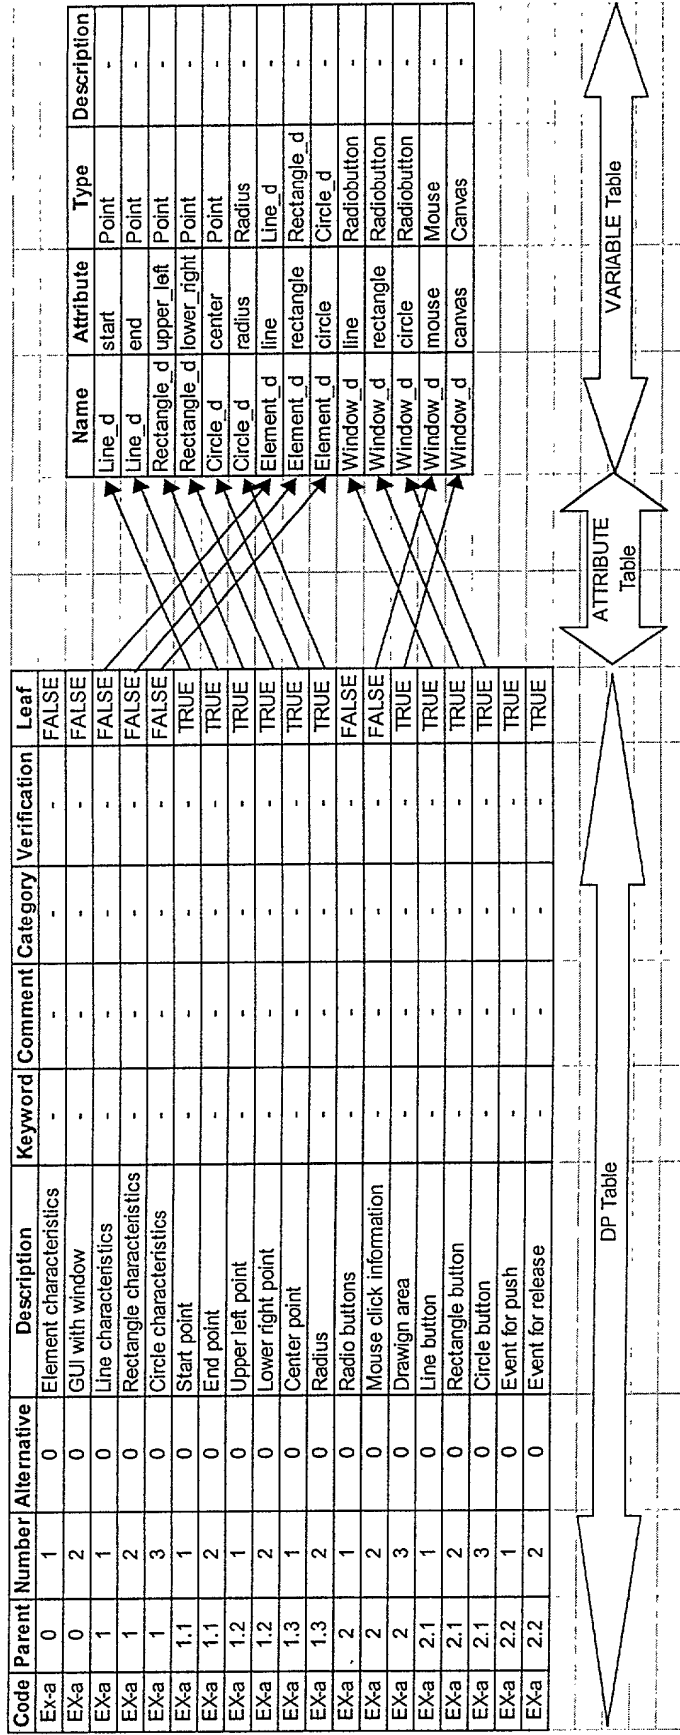 Code Parent Number Alternative Description Keyword Comment Category Verification Leaf
EX-a 0 1 0 Element characteristics - - - - FALSE
EX-a 0 2 0 GUI with window - - - - FALSE
EX-a 1 1 0 Line characteristics - - - - FALSE
EX-a 1 2 0 Rectangle characteristics - - - - FALSE
EX-a 1 3 0 Circle characteristics - - - - FALSE
EX-a 1.1 1 0 Start point - - - - TRUE
EX-a 1.1 2 0 End point - - - - TRUE
EX-a 1.2 1 0 Upper left point - - - - TRUE
EX-a 1.2 2 0 Lower right point - - - - TRUE
EX-a 1.3 1 0 Center point - - - - TRUE
EX-a 1.3 2 0 Radius - - - - TRUE
EX-a 2 1 0 Radio buttons - - - - FALSE
EX-a 2 2 0 Mouse click information - - - - FALSE
EX-a 2 3 0 Drawign area - - - - TRUE
EX-a 2.1 1 0 Line button - - - - TRUE
EX-a 2.1 2 0 Rectangle button - - - - TRUE
EX-a 2.1 3 0 Circle button - - - - TRUE
EX-a 2.2 1 0 Event for push - - - - TRUE
EX-a 2.2 2 0 Event for release - - - - TRUE
Name Attribute Type Description
Line_d start Point -
Line_d end Point -
Rectangle_d upper_left Point -
Rectangle_d lower_right Point -
Circle_d center Point -
Circle_d radius Radius -
Element_d line Line_d -
Element_d rectangle Rectangle_d -
Element_d circle Circle_d -
Window_d line Radiobutton -
Window_d rectangle Radiobutton -
Window_d circle Radiobutton -
Window_d mouse Mouse -
Window_d canvas Canvas -
DP Table
ATTRIBUTE
Table
VARIABLE Table